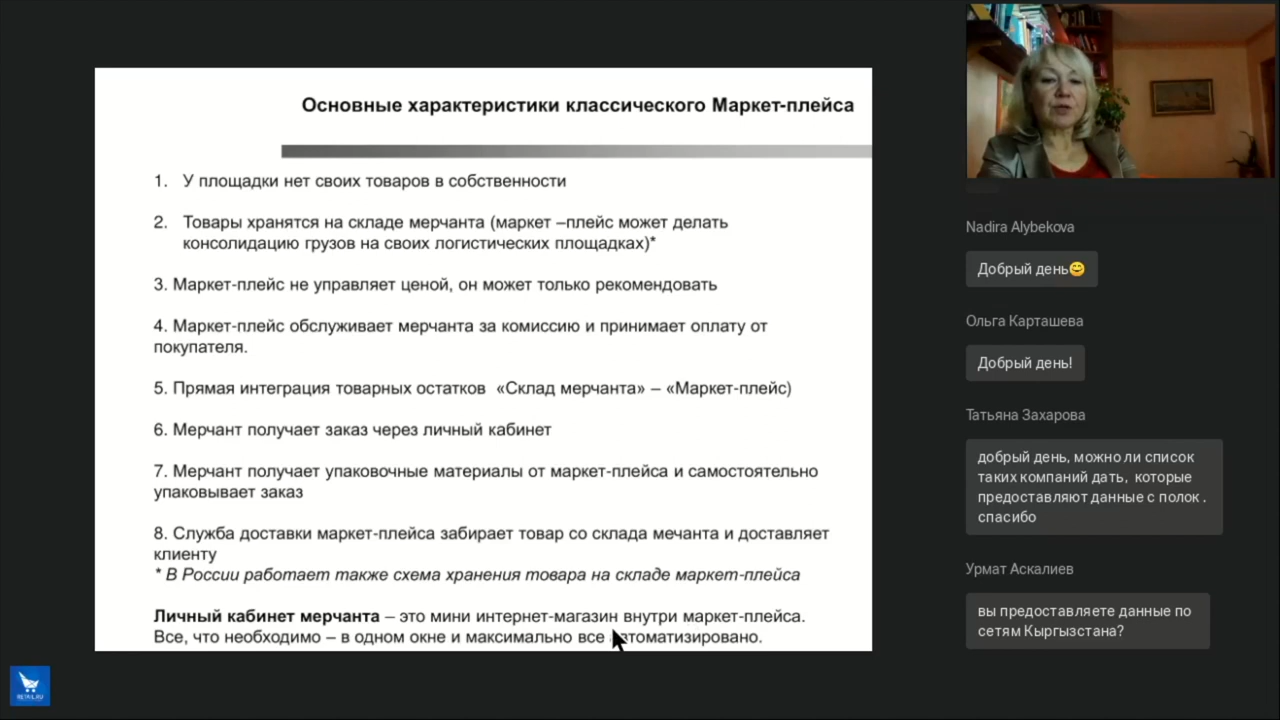 Основные характеристики классического Маркет-плейса
1. У площадки нет своих товаров в собственности
2. Товары хранятся на складе мерчанта (маркет –плейс может делать
консолидацию грузов на своих логистических площадках)*
3. Маркет-плейс не управляет ценой, он может только рекомендовать
4. Маркет-плейс обслуживает мерчанта за комиссию и принимает оплату от
покупателя.
5. Прямая интеграция товарных остатков «Склад мерчанта» – «Маркет-плейс)
6. Мерчант получает заказ через личный кабинет
7. Мерчант получает упаковочные материалы от маркет-плейса и самостоятельно
упаковывает заказ
8. Служба доставки маркет-плейса забирает товар со склада мечанта и доставляет
клиенту
* В России работает также схема хранения товара на складе маркет-плейса
Личный кабинет мерчанта – это мини интернет-магазин внутри маркет-плейса.
Все, что необходимо – в одном окне и максимально все автоматизировано.
Nadira Alybekova
Добрый день😋
Ольга Карташева
Добрый день!
Татьяна Захарова
добрый день, можно ли список
таких компаний дать, которые
предоставляют данные с полок .
спасибо
Урмат Аскалиев
вы предоставляете данные по
сетям Кыргызстана?
RETAIL.RU